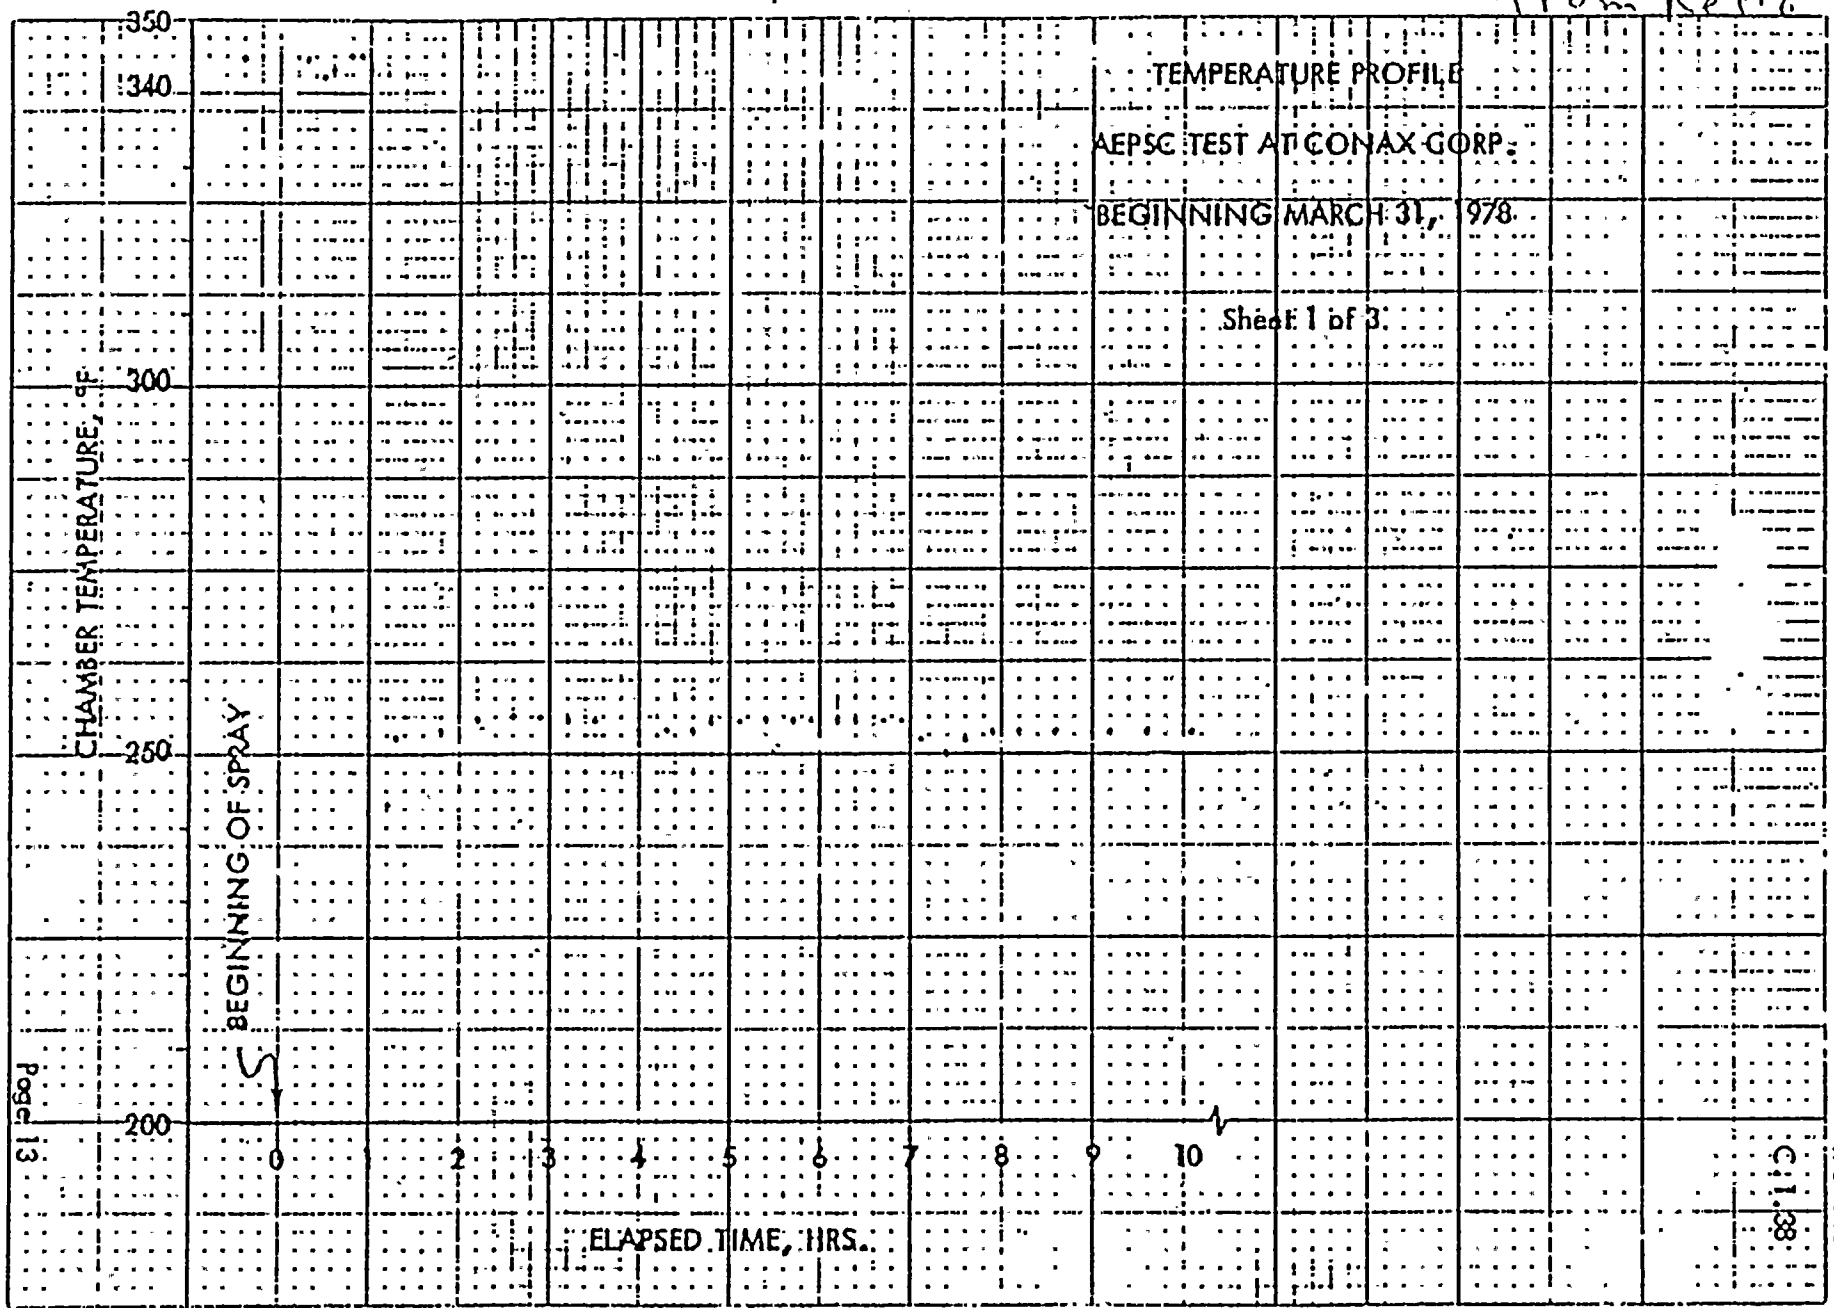 TEMPERATURE PROFILE
AEPSC TEST AT CONAX CORP.
BEGINNING MARCH 31, 1978
Sheet 1 of 3
CHAMBER TEMPERATURE, °F
350
340
300
250
200
BEGINNING OF SPRAY
0 1 2 3 4 5 6 7 8 9 10
ELAPSED TIME, HRS.
Page 13
C 1.38